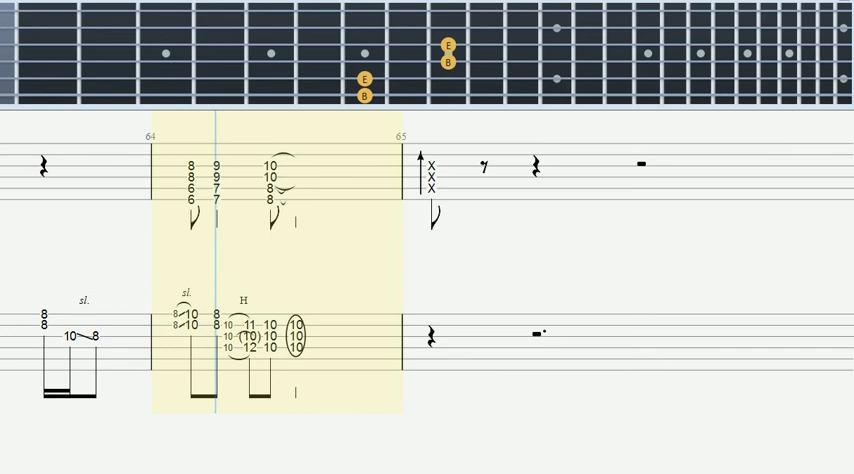 E
B
E
B
64 65
8 9 10 X
8 9 10 X
6 7 8 X
6 7 8
sl. sl. H
8 8 10 8
8 8 10 8 10 11 10 10
10 8 10 (10) 10 10
10 12 10 10